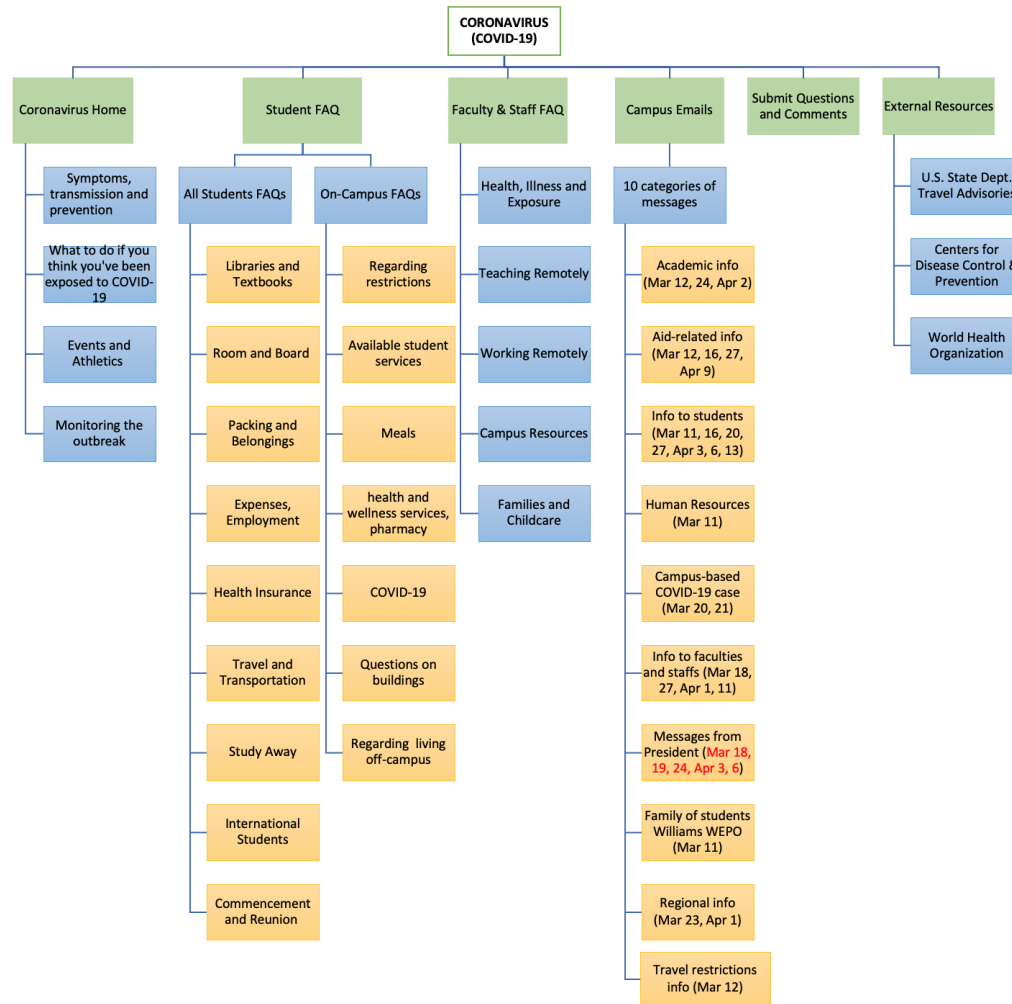 CORONAVIRUS
(COVID-19)
Coronavirus Home
Student FAQ
Faculty & Staff FAQ
Campus Emails
Submit Questions
and Comments
External Resources
Symptoms,
transmission and
prevention
What to do if you
think you've been
exposed to COVID-
19
Events and
Athletics
Monitoring the
outbreak
All Students FAQs
Libraries and
Textbooks
Room and Board
Packing and
Belongings
Expenses,
Employment
Health Insurance
Travel and
Transportation
Study Away
International
Students
Commencement
and Reunion
On-Campus FAQs
Regarding
restrictions
Available student
services
Meals
health and
wellness services,
pharmacy
COVID-19
Questions on
buildings
Regarding living
off-campus
Health, Illness and
Exposure
Teaching Remotely
Working Remotely
Campus Resources
Families and
Childcare
10 categories of
messages
Academic info
(Mar 12, 24, Apr 2)
Aid-related info
(Mar 12, 16, 27,
Apr 9)
Info to students
(Mar 11, 16, 20,
27, Apr 3, 6, 13)
Human Resources
(Mar 11)
Campus-based
COVID-19 case
(Mar 20, 21)
Info to faculties
and staffs (Mar 18,
27, Apr 1, 11)
Messages from
President (Mar 18,
19, 24, Apr 3, 6)
Family of students
Williams WEPO
(Mar 11)
Regional info
(Mar 23, Apr 1)
Travel restrictions
info (Mar 12)
U.S. State Dept.
Travel Advisories
Centers for
Disease Control &
Prevention
World Health
Organization